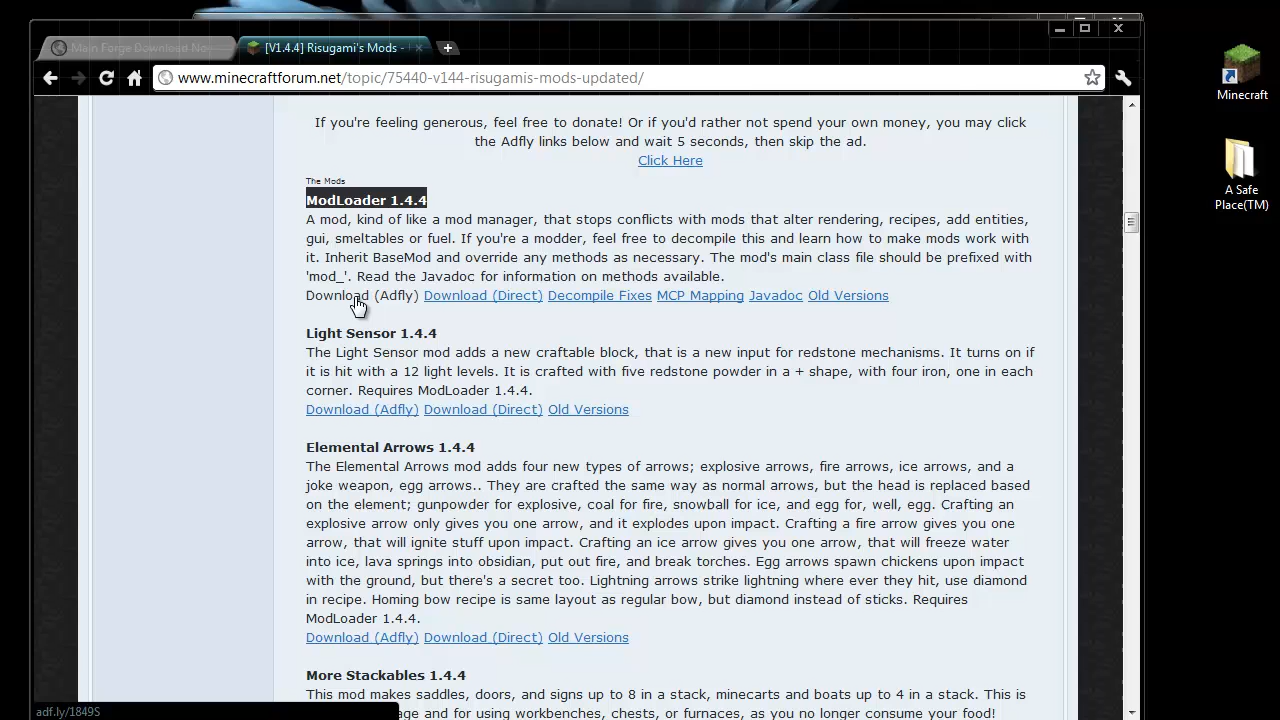 Main Forge Download Now
[V1.4.4] Risugami's Mods -
www.minecraftforum.net/topic/75440-v144-risugamis-mods-updated/
Minecraft
A Safe
Place(TM)
If you're feeling generous, feel free to donate! Or if you'd rather not spend your own money, you may click
the Adfly links below and wait 5 seconds, then skip the ad.
Click Here
The Mods
ModLoader 1.4.4
A mod, kind of like a mod manager, that stops conflicts with mods that alter rendering, recipes, add entities,
gui, smeltables or fuel. If you're a modder, feel free to decompile this and learn how to make mods work with
it. Inherit BaseMod and override any methods as necessary. The mod's main class file should be prefixed with
'mod_'. Read the Javadoc for information on methods available.
Download (Adfly) Download (Direct) Decompile Fixes MCP Mapping Javadoc Old Versions
Light Sensor 1.4.4
The Light Sensor mod adds a new craftable block, that is a new input for redstone mechanisms. It turns on if
it is hit with a 12 light levels. It is crafted with five redstone powder in a + shape, with four iron, one in each
corner. Requires ModLoader 1.4.4.
Download (Adfly) Download (Direct) Old Versions
Elemental Arrows 1.4.4
The Elemental Arrows mod adds four new types of arrows; explosive arrows, fire arrows, ice arrows, and a
joke weapon, egg arrows.. They are crafted the same way as normal arrows, but the head is replaced based
on the element; gunpowder for explosive, coal for fire, snowball for ice, and egg for, well, egg. Crafting an
explosive arrow only gives you one arrow, and it explodes upon impact. Crafting a fire arrow gives you one
arrow, that will ignite stuff upon impact. Crafting an ice arrow gives you one arrow, that will freeze water
into ice, lava springs into obsidian, put out fire, and break torches. Egg arrows spawn chickens upon impact
with the ground, but there's a secret too. Lightning arrows strike lightning where ever they hit, use diamond
in recipe. Homing bow recipe is same layout as regular bow, but diamond instead of sticks. Requires
ModLoader 1.4.4.
Download (Adfly) Download (Direct) Old Versions
More Stackables 1.4.4
This mod makes saddles, doors, and signs up to 8 in a stack, minecarts and boats up to 4 in a stack. This is
age and for using workbenches, chests, or furnaces, as you no longer consume your food!
adf.ly/1849S